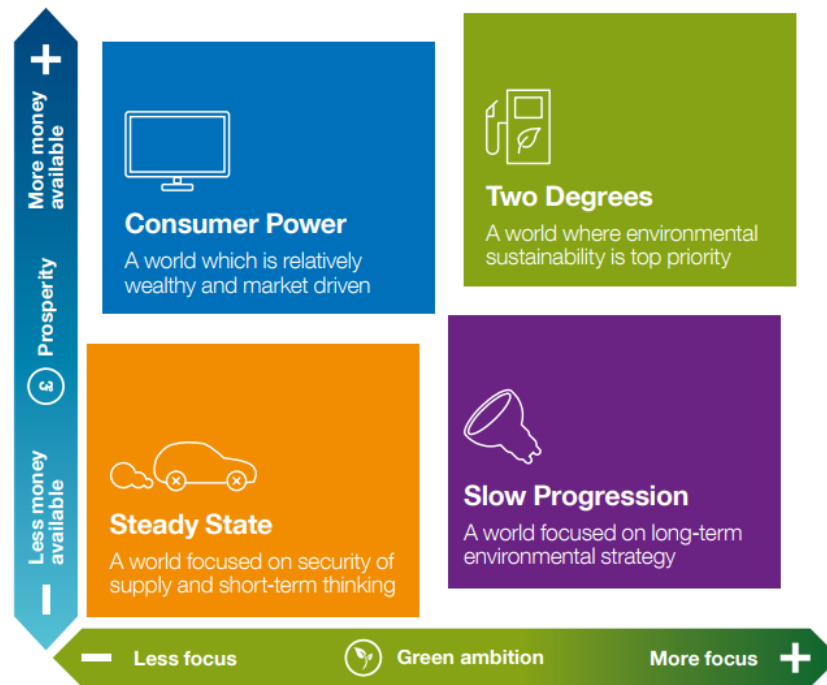 +
More money
available
Prosperity
£
Less money
available
−
Consumer Power
A world which is relatively
wealthy and market driven
Two Degrees
A world where environmental
sustainability is top priority
Steady State
A world focused on security of
supply and short-term thinking
Slow Progression
A world focused on long-term
environmental strategy
− Less focus
Green ambition
More focus +